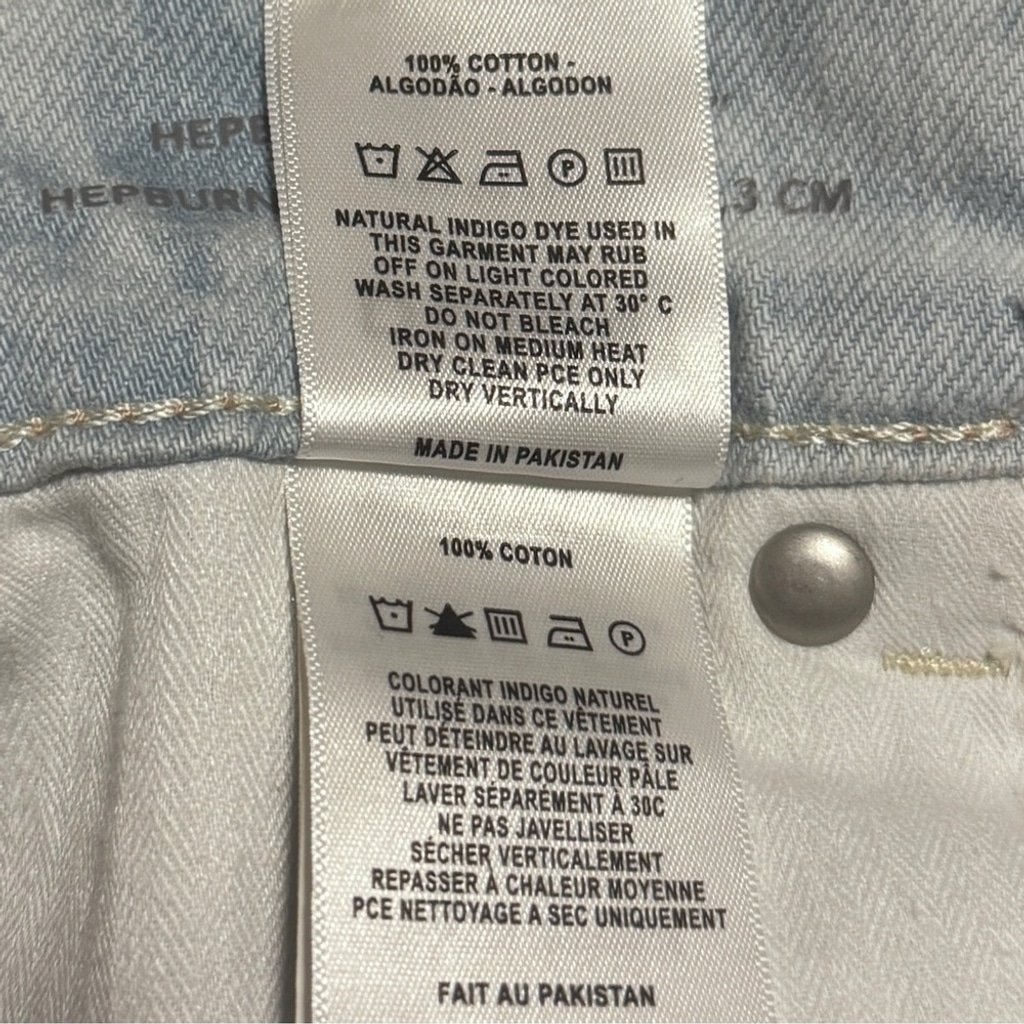 100% COTTON -
ALGODÃO - ALGODON
HEPBURN
3 CM
P
NATURAL INDIGO DYE USED IN
THIS GARMENT MAY RUB
OFF ON LIGHT COLORED
WASH SEPARATELY AT 30° C
DO NOT BLEACH
IRON ON MEDIUM HEAT
DRY CLEAN PCE ONLY
DRY VERTICALLY
MADE IN PAKISTAN
100% COTON
P
COLORANT INDIGO NATUREL
UTILISÉ DANS CE VÊTEMENT
PEUT DÉTEINDRE AU LAVAGE SUR
VÊTEMENT DE COULEUR PÂLE
LAVER SÉPARÉMENT À 30C
NE PAS JAVELLISER
SÉCHER VERTICALEMENT
REPASSER À CHALEUR MOYENNE
PCE NETTOYAGE A SEC UNIQUEMENT
FAIT AU PAKISTAN